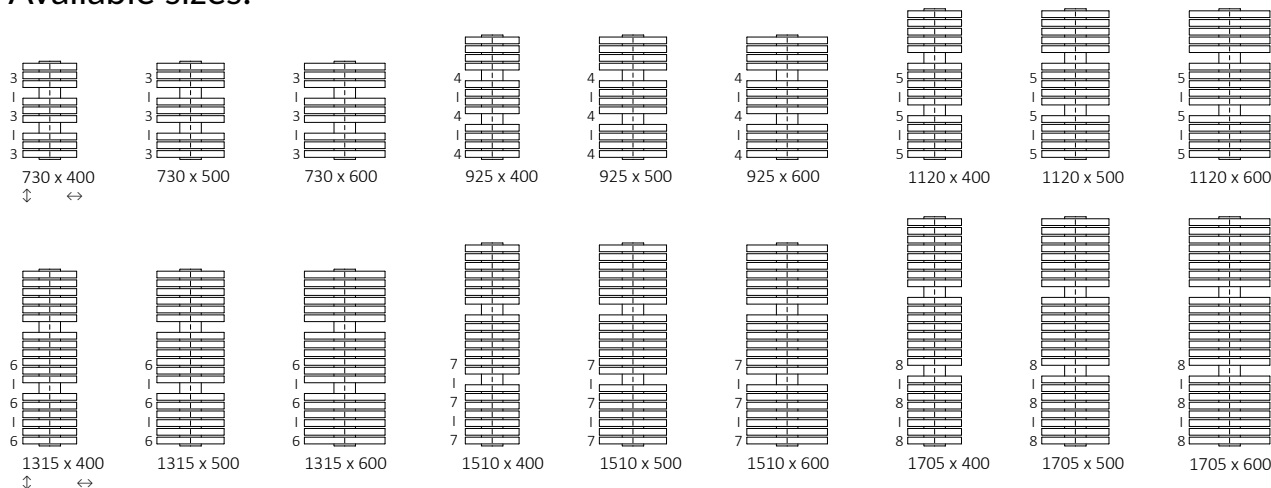 Available sizes:
3 3 3 4 4 4 5 5 5
I I I I I I I I I
3 3 3 4 4 4 5 5 5
I I I I I I I I I
3 3 3 4 4 4 5 5 5
730 x 400 730 x 500 730 x 600 925 x 400 925 x 500 925 x 600 1120 x 400 1120 x 500 1120 x 600
↕ ↔
6 6 6 7 7 7 8 8 8
I I I I I I I I I
6 6 6 7 7 7 8 8 8
I I I I I I I I I
6 6 6 7 7 7 8 8 8
1315 x 400 1315 x 500 1315 x 600 1510 x 400 1510 x 500 1510 x 600 1705 x 400 1705 x 500 1705 x 600
↕ ↔